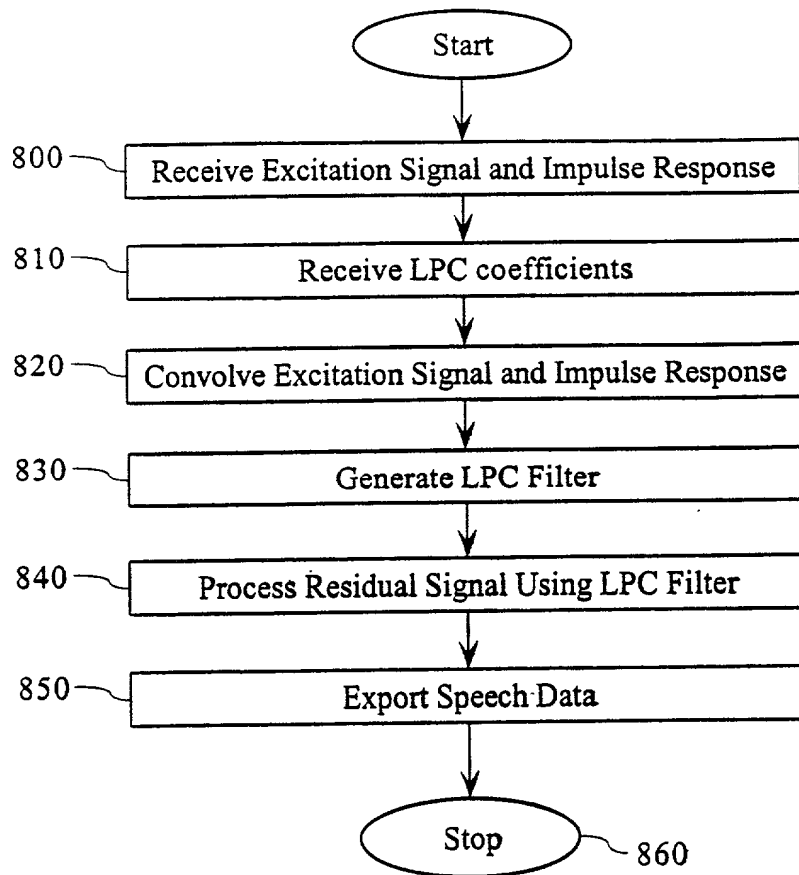 Start
800 Receive Excitation Signal and Impulse Response
810 Receive LPC coefficients
820 Convolve Excitation Signal and Impulse Response
830 Generate LPC Filter
840 Process Residual Signal Using LPC Filter
850 Export Speech Data
Stop 860